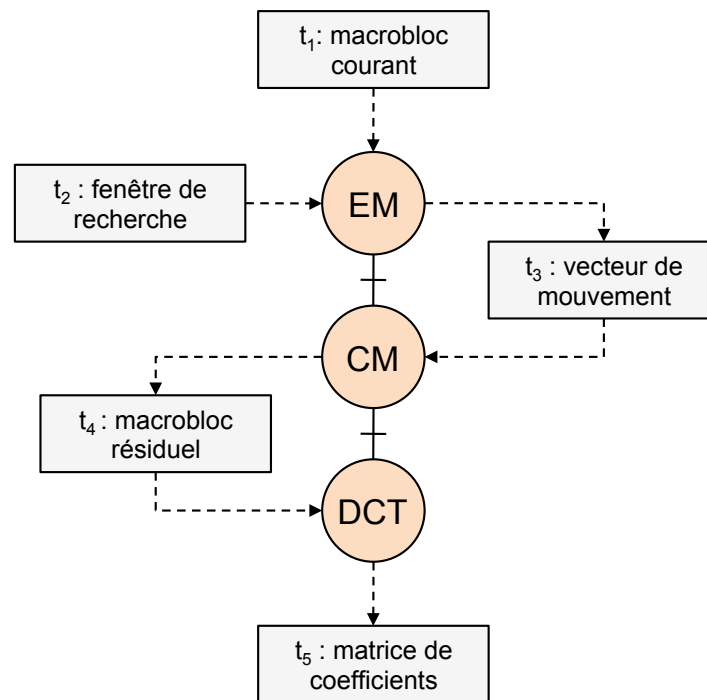 t₁: macrobloc
courant
t₂ : fenêtre de
recherche
EM
t₃ : vecteur de
mouvement
CM
t₄ : macrobloc
résiduel
DCT
t₅ : matrice de
coefficients